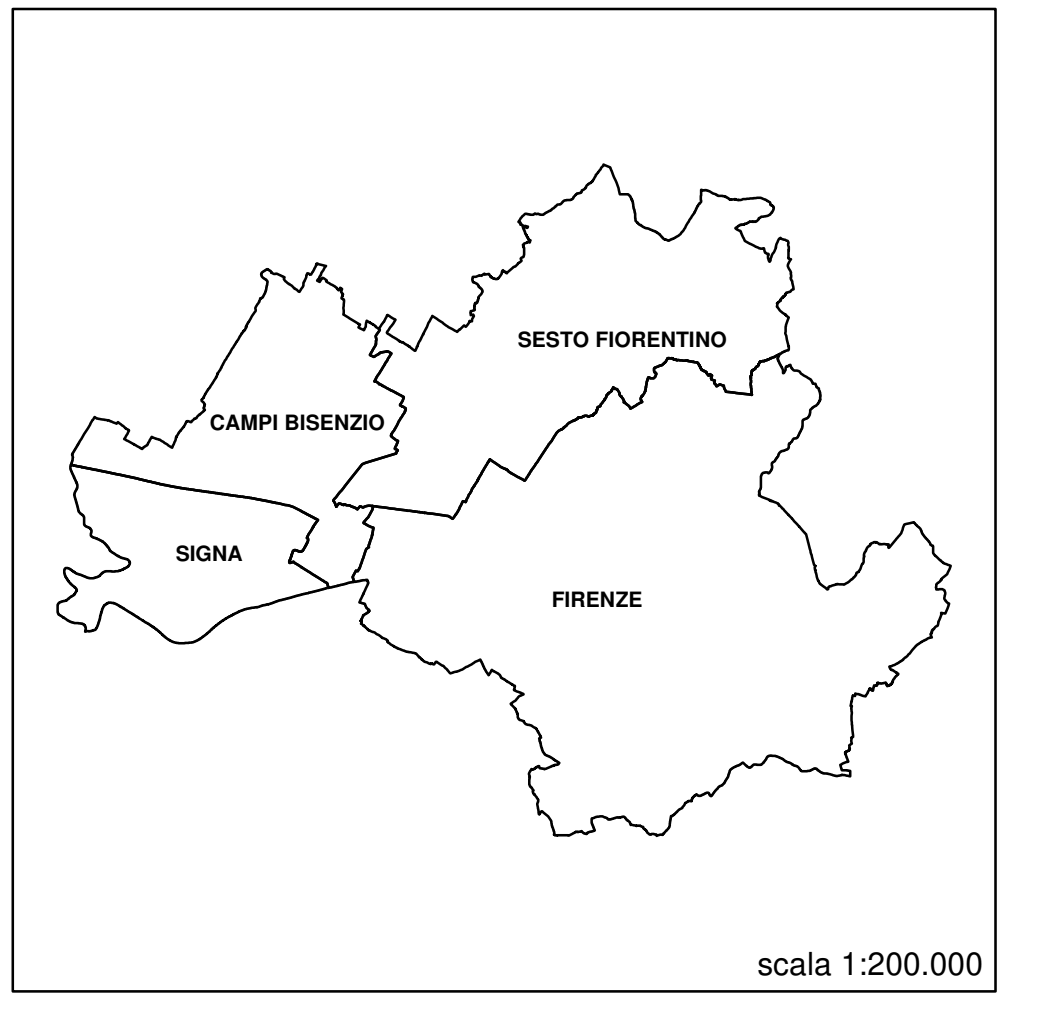 SESTO FIORENTINO
CAMPI BISENZIO
SIGNA
FIRENZE
scala 1:200.000